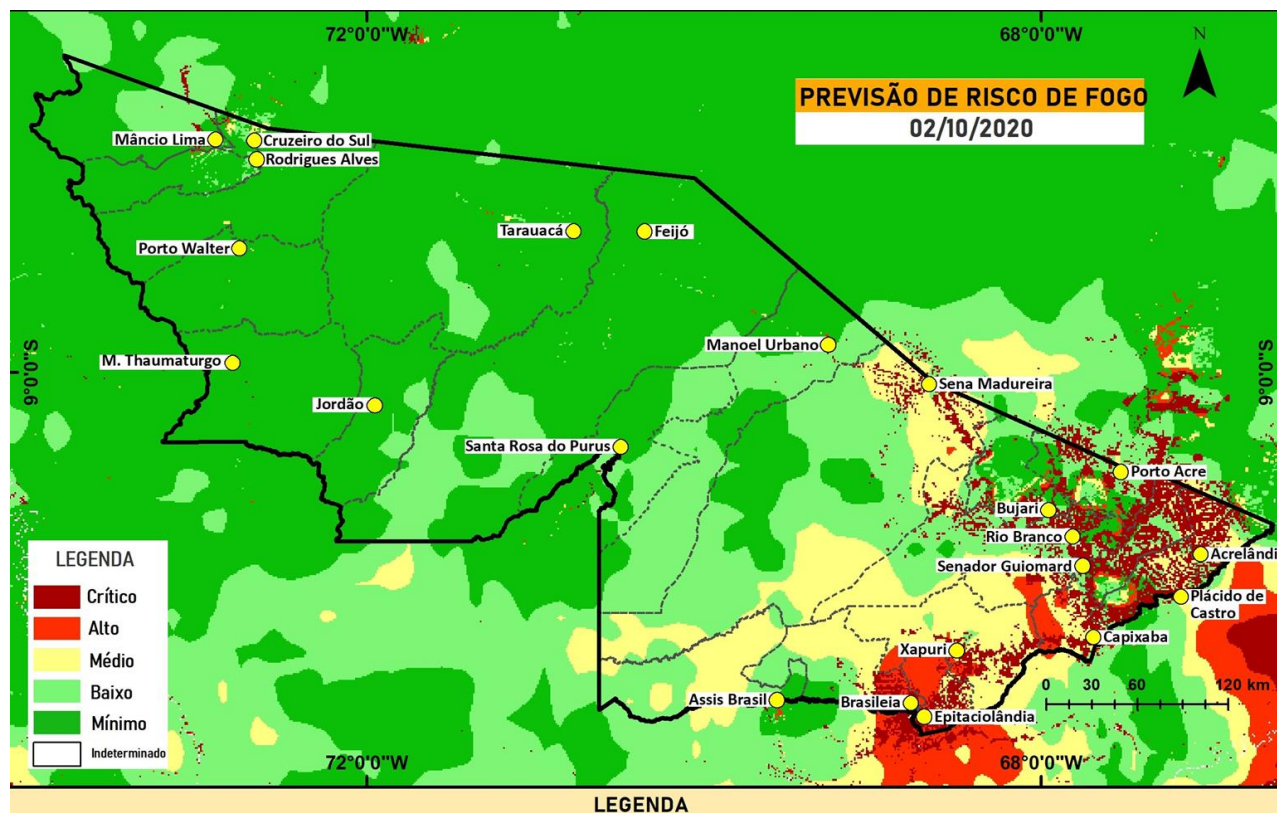 72°0'0"W
68°0'0"W
N
PREVISÃO DE RISCO DE FOGO
02/10/2020
Mâncio Lima
Cruzeiro do Sul
Rodrigues Alves
Tarauacá
Feijó
Porto Walter
Manoel Urbano
M. Thaumaturgo
9°0'0"S
9°0'0"S
Sena Madureira
Jordão
Santa Rosa do Purus
Porto Acre
Bujari
Rio Branco
Acrelândi
Senador Guiomard
Plácido de
Castro
Capixaba
Xapuri
0 30 60 120 km
Assis Brasil
Brasileia
Epitaciolândia
LEGENDA
Crítico
Alto
Médio
Baixo
Mínimo
Indeterminado
72°0'0"W
68°0'0"W
LEGENDA